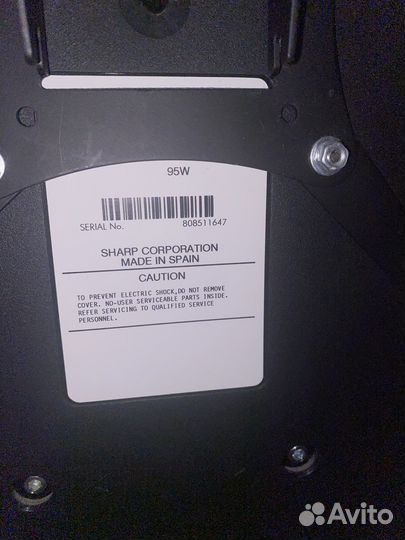 95W
SERIAL No. 808511647
SHARP CORPORATION
MADE IN SPAIN
CAUTION
TO PREVENT ELECTRIC SHOCK,DO NOT REMOVE
COVER. NO-USER SERVICEABLE PARTS INSIDE.
REFER SERVICING TO QUALIFIED SERVICE
PERSONNEL.
Avito